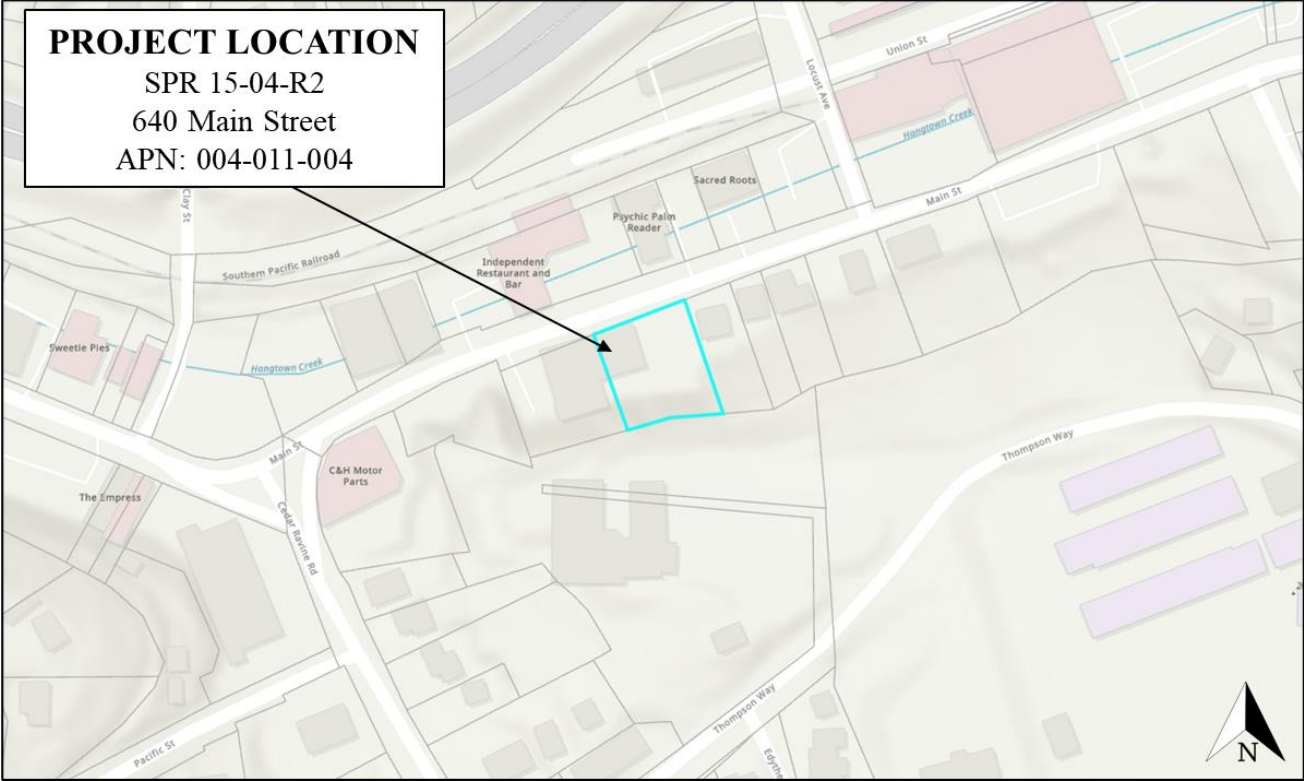 PROJECT LOCATION
SPR 15-04-R2
640 Main Street
APN: 004-011-004
Union St
Locust Ave
Hangtown Creek
Clay St
Sacred Roots
Main St
Psychic Palm
Reader
Southern Pacific Railroad
Independent
Restaurant and
Bar
Sweetie Pies
Hangtown Creek
Main St
Thompson Way
C&H Motor
Parts
The Empress
Cedar Ravine Rd
Thompson Way
Pacific St
Edythe
N